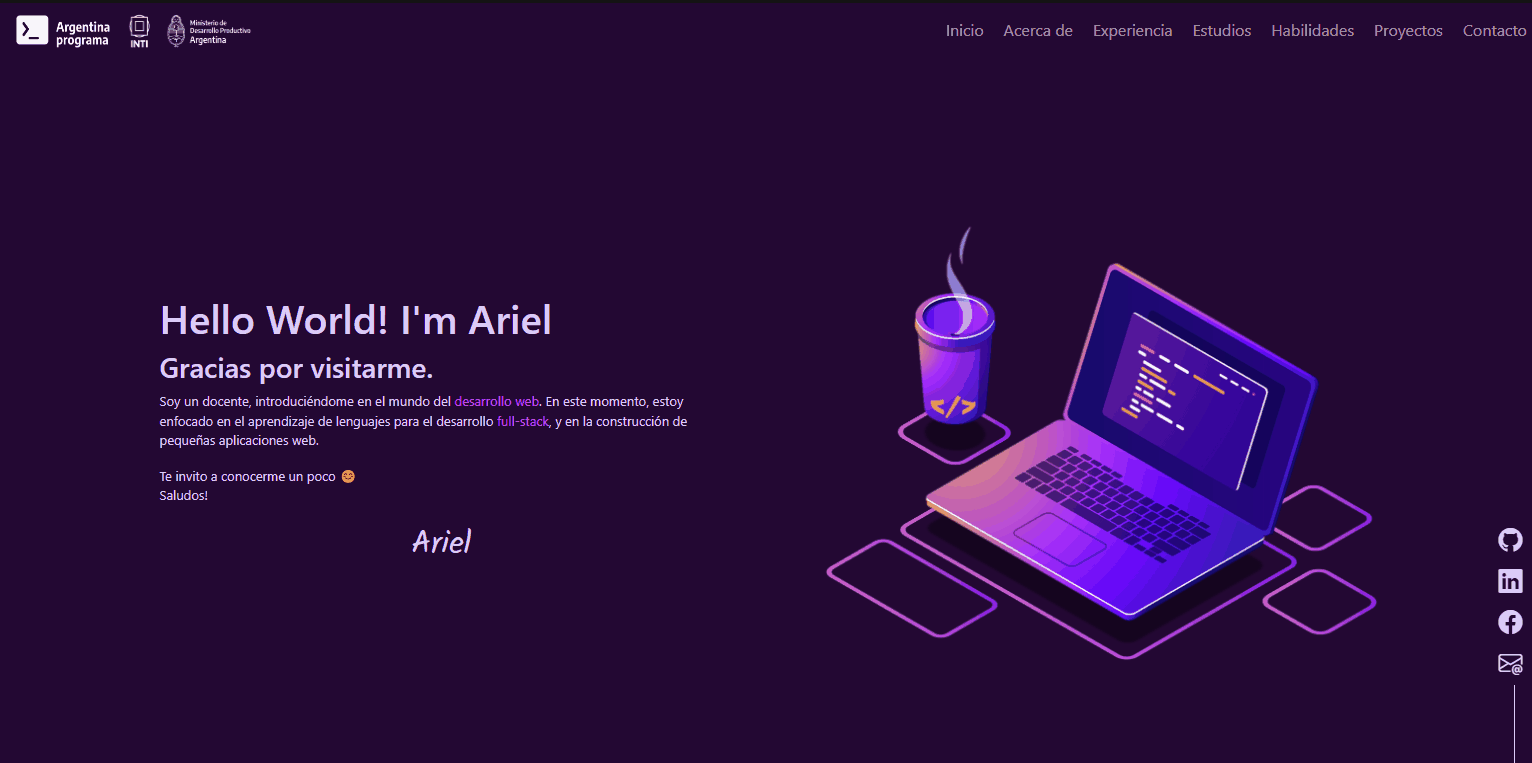 Argentina
programa
INTI
Ministerio de
Desarrollo Productivo
Argentina
Inicio Acerca de Experiencia Estudios Habilidades Proyectos Contacto
Hello World! I'm Ariel
Gracias por visitarme.
Soy un docente, introduciéndome en el mundo del desarrollo web. En este momento, estoy
enfocado en el aprendizaje de lenguajes para el desarrollo full-stack, y en la construcción de
pequeñas aplicaciones web.
Te invito a conocerme un poco 😊
Saludos!
Ariel
</>
in